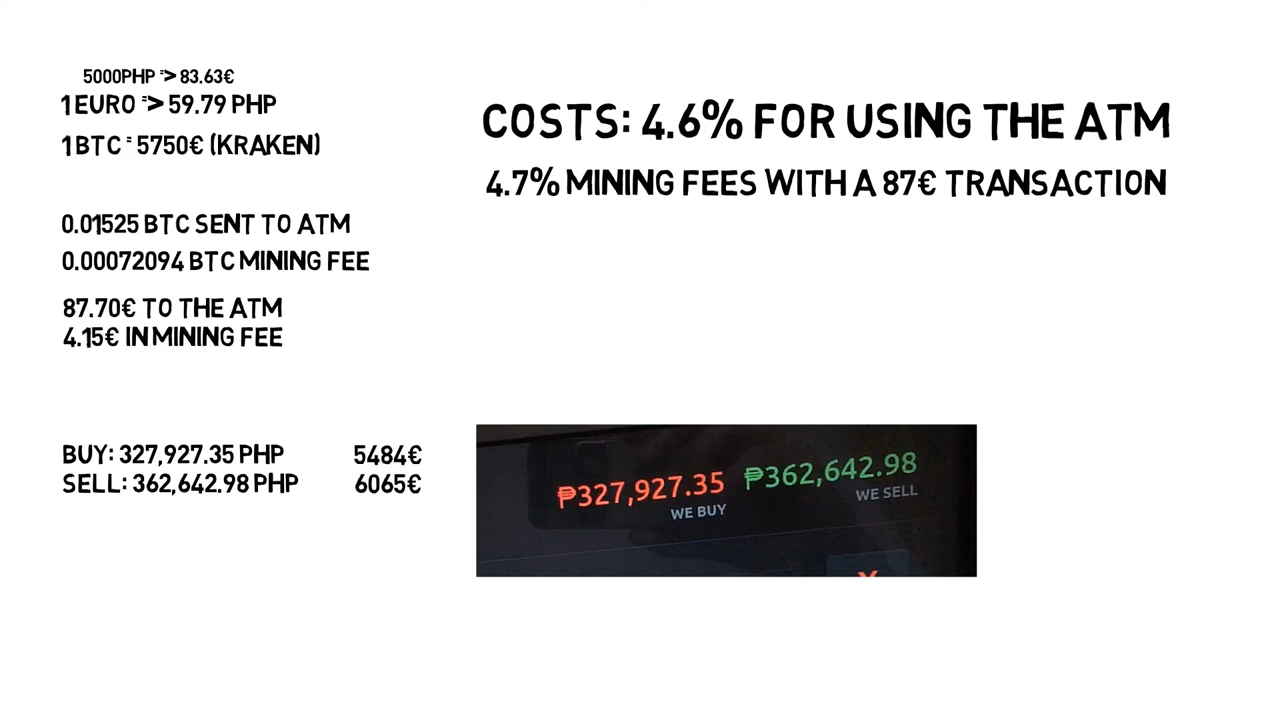 5000PHP => 83.63€
1 EURO => 59.79 PHP
1 BTC = 5750€ (KRAKEN)
0.01525 BTC SENT TO ATM
0.00072094 BTC MINING FEE
87.70€ TO THE ATM
4.15€ IN MINING FEE
BUY: 327,927.35 PHP 5484€
SELL: 362,642.98 PHP 6065€
COSTS: 4.6% FOR USING THE ATM
4.7% MINING FEES WITH A 87€ TRANSACTION
₱327,927.35 ₱362,642.98
WE BUY WE SELL